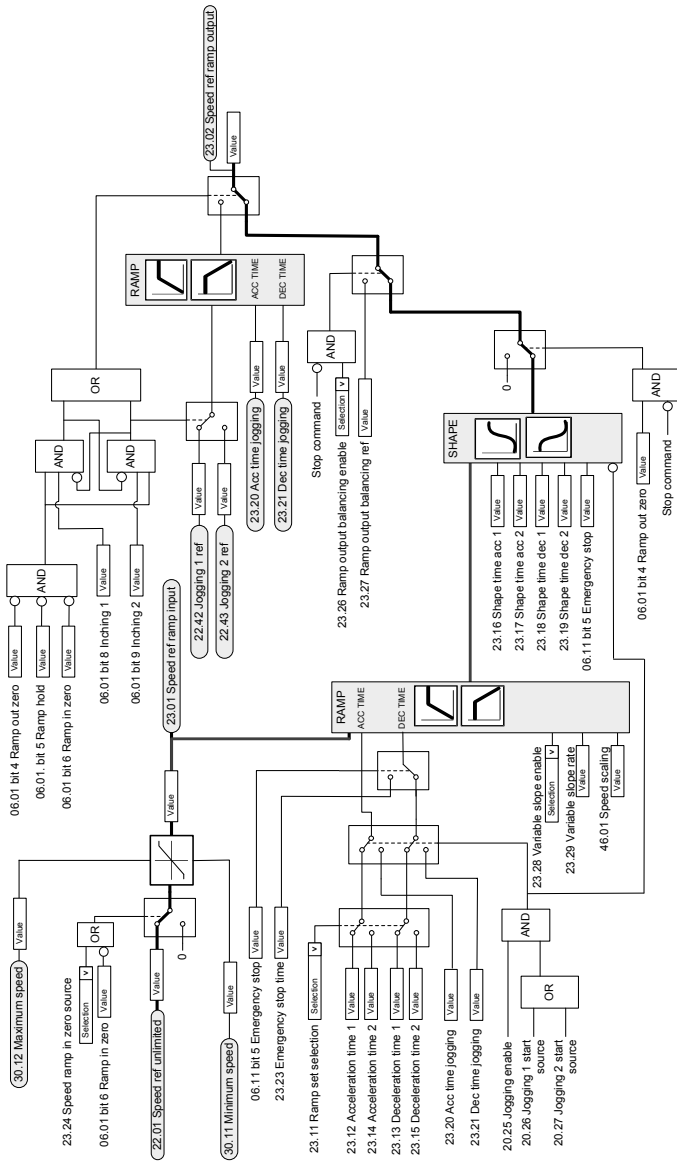 30.12 Maximum speed
Value
23.24 Speed ramp in zero source
Selection
v
06.01 bit 6 Ramp in zero
Value
OR
22.01 Speed ref unlimited
Value
0
30.11 Minimum speed
Value
Value
23.01 Speed ref ramp input
06.01 bit 4 Ramp out zero
Value
06.01. bit 5 Ramp hold
Value
06.01 bit 6 Ramp in zero
Value
AND
06.01 bit 8 Inching 1
Value
06.01 bit 9 Inching 2
Value
AND
AND
OR
22.42 Jogging 1 ref
Value
22.43 Jogging 2 ref
Value
23.20 Acc time jogging
Value
23.21 Dec time jogging
Value
RAMP
ACC TIME
DEC TIME
23.02 Speed ref ramp output
Value
06.11 bit 5 Emergency stop
Value
23.23 Emergency stop time
Value
23.11 Ramp set selection
Selection
v
23.12 Acceleration time 1
Value
23.14 Acceleration time 2
Value
23.13 Deceleration time 1
Value
23.15 Deceleration time 2
Value
23.20 Acc time jogging
Value
23.21 Dec time jogging
Value
20.25 Jogging enable
20.26 Jogging 1 start
source
20.27 Jogging 2 start
source
AND
OR
RAMP
ACC TIME
DEC TIME
23.28 Variable slope enable
Selection
v
23.29 Variable slope rate
Value
46.01 Speed scaling
Value
Stop command
AND
23.26 Ramp output balancing enable
Selection
v
23.27 Ramp output balancing ref
Value
SHAPE
23.16 Shape time acc 1
Value
23.17 Shape time acc 2
Value
23.18 Shape time dec 1
Value
23.19 Shape time dec 2
Value
06.11 bit 5 Emergency stop
Value
0
06.01 bit 4 Ramp out zero
Value
AND
Stop command